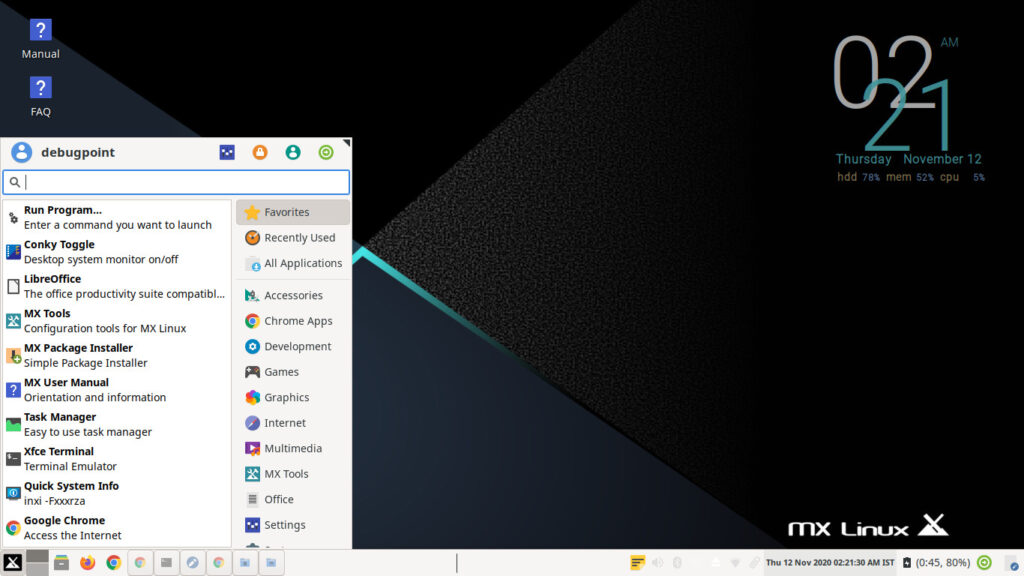 Manual
FAQ
02 AM
21
Thursday November 12
hdd 78% mem 52% cpu 5%
debugpoint
Run Program...
Enter a command you want to launch
Conky Toggle
Desktop system monitor on/off
LibreOffice
The office productivity suite compatibl...
MX Tools
Configuration tools for MX Linux
MX Package Installer
Simple Package Installer
MX User Manual
Orientation and information
Task Manager
Easy to use task manager
Xfce Terminal
Terminal Emulator
Quick System Info
inxi -Fxxxrza
Google Chrome
Access the Internet
Favorites
Recently Used
All Applications
Accessories
Chrome Apps
Development
Games
Graphics
Internet
Multimedia
MX Tools
Office
Settings
MX Linux
Thu 12 Nov 2020 02:21:30 AM IST
(0:45, 80%)